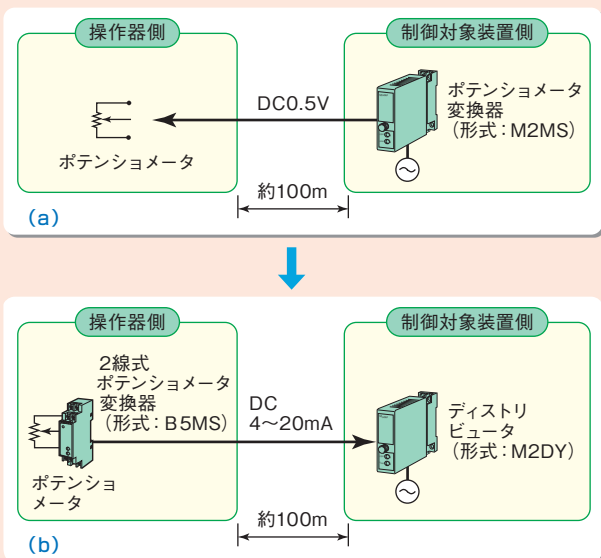 操作器側
制御対象装置側
DC0.5V
ポテンショメータ
ポテンショメータ
変換器
（形式：M2MS）
約100m
(a)
操作器側
制御対象装置側
2線式
ポテンショメータ
変換器
（形式：B5MS）
DC
4〜20mA
ディストリ
ビュータ
（形式：M2DY）
ポテンショ
メータ
約100m
(b)